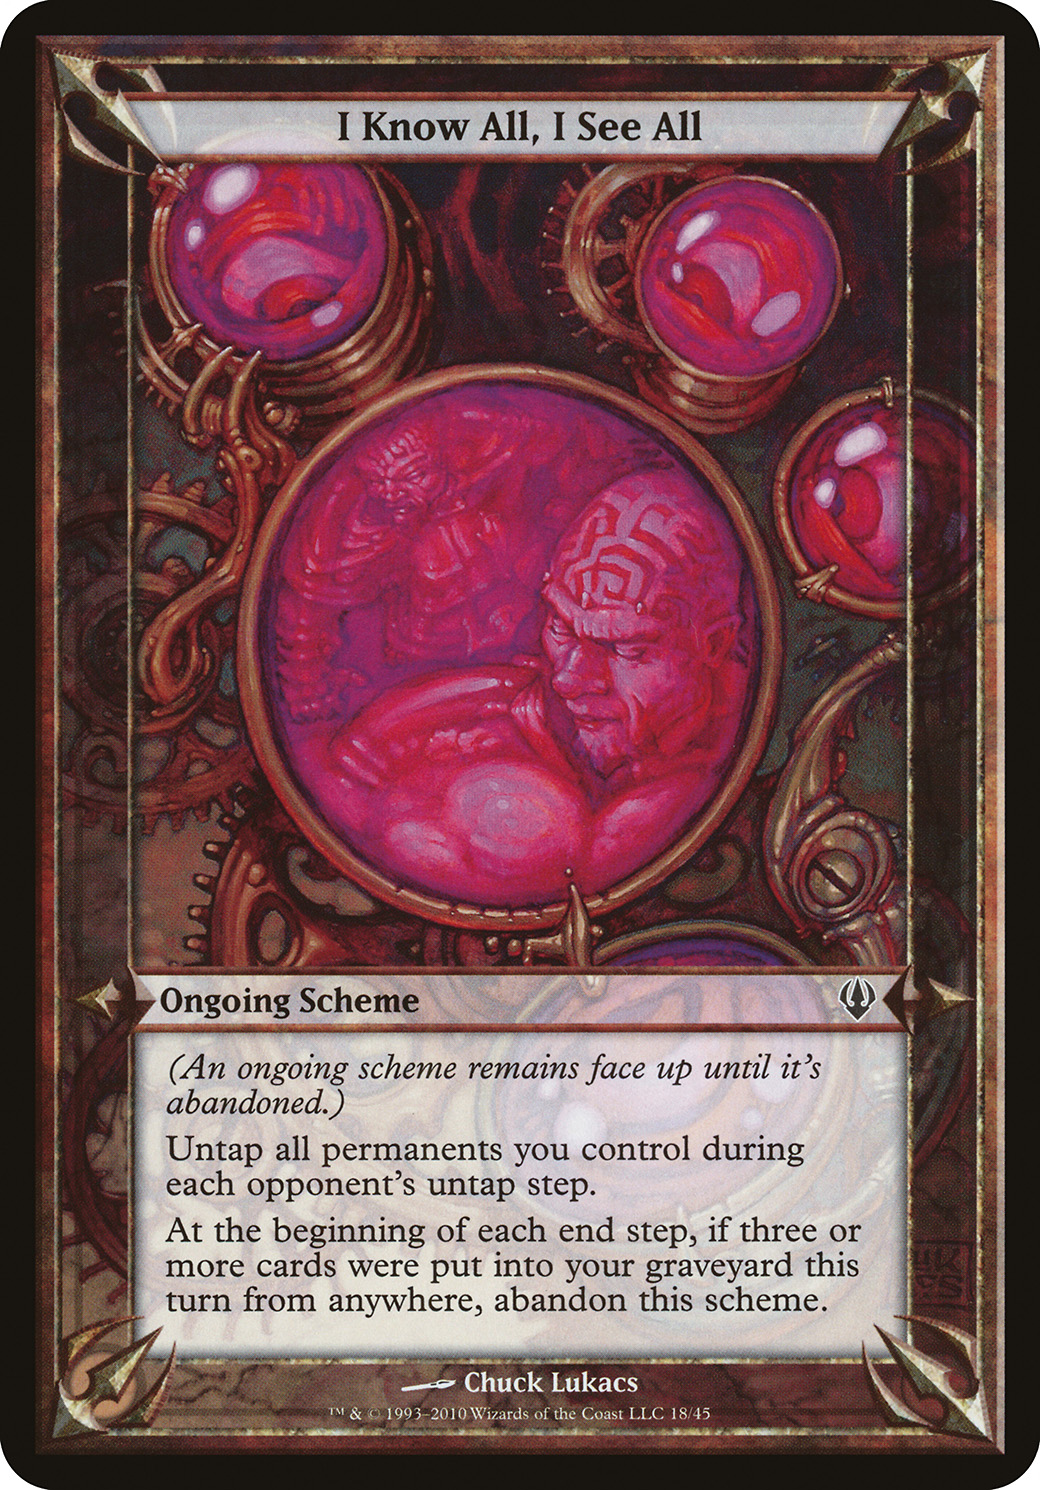 I Know All, I See All
Ongoing Scheme
(An ongoing scheme remains face up until it's
abandoned.)
Untap all permanents you control during
each opponent's untap step.
At the beginning of each end step, if three or
more cards were put into your graveyard this
turn from anywhere, abandon this scheme.
Chuck Lukacs
™ & © 1993–2010 Wizards of the Coast LLC 18/45